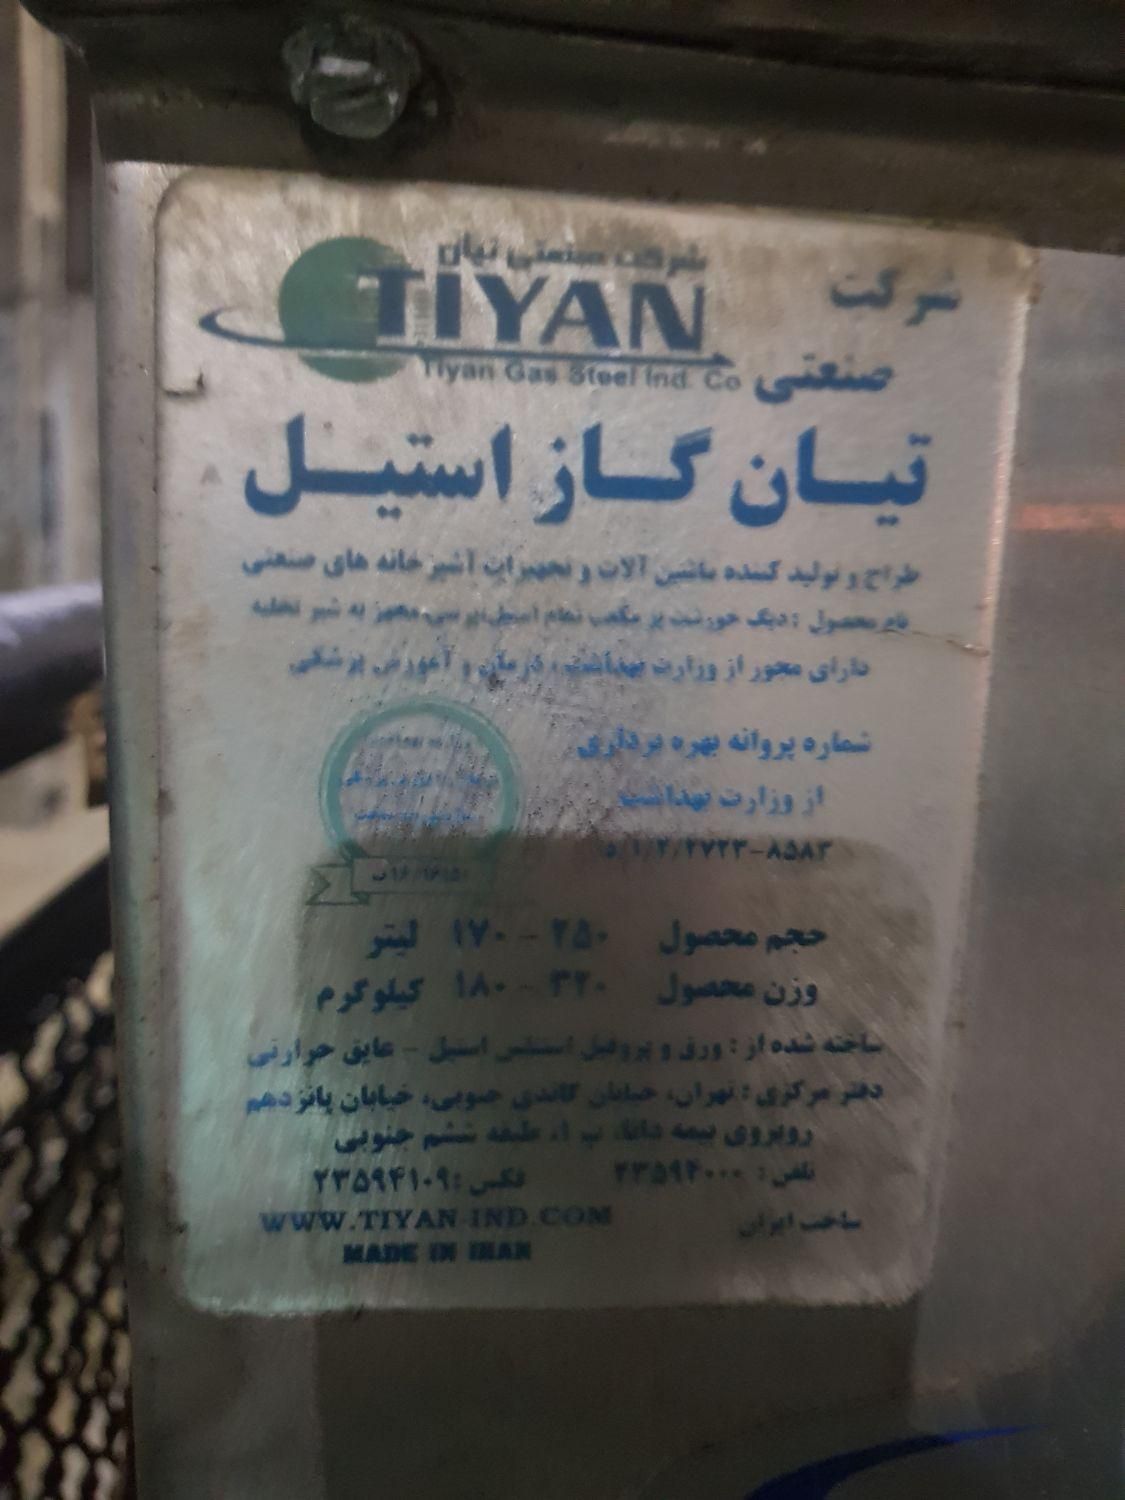 شرکت صنعتی تیان
TIYAN
Tiyan Gas Steel Ind. Co
شرکت
صنعتی
تیان گاز استیل
طراح و تولید کننده ماشین آلات و تجهیزات آشپزخانه های صنعتی
نام محصول : دیگ خورشت پز مکعب تمام استیل پرسی مجهز به شیر تخلیه
دارای مجوز از وزارت بهداشت ، درمان و آموزش پزشکی
شماره پروانه بهره برداری
از وزارت بهداشت
۲۷۲۳-۸۵۸۳
حجم محصول ۲۵۰ - ۱۷۰ لیتر
وزن محصول ۳۲۰ - ۱۸۰ کیلوگرم
ساخته شده از : ورق و پروفیل استنلس استیل - عایق حرارتی
دفتر مرکزی : تهران، خیابان گاندی جنوبی، خیابان پانزدهم
روبروی بیمه دانا، پ ۱، طبقه ششم جنوبی
تلفن : ۲۳۵۹۴۰۰۰ فکس : ۲۳۵۹۴۱۰۹
WWW.TIYAN-IND.COM ساخت ایران
MADE IN IRAN